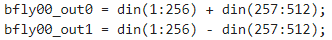 bfly00_out0 = din(1:256) + din(257:512);
bfly00_out1 = din(1:256) - din(257:512);